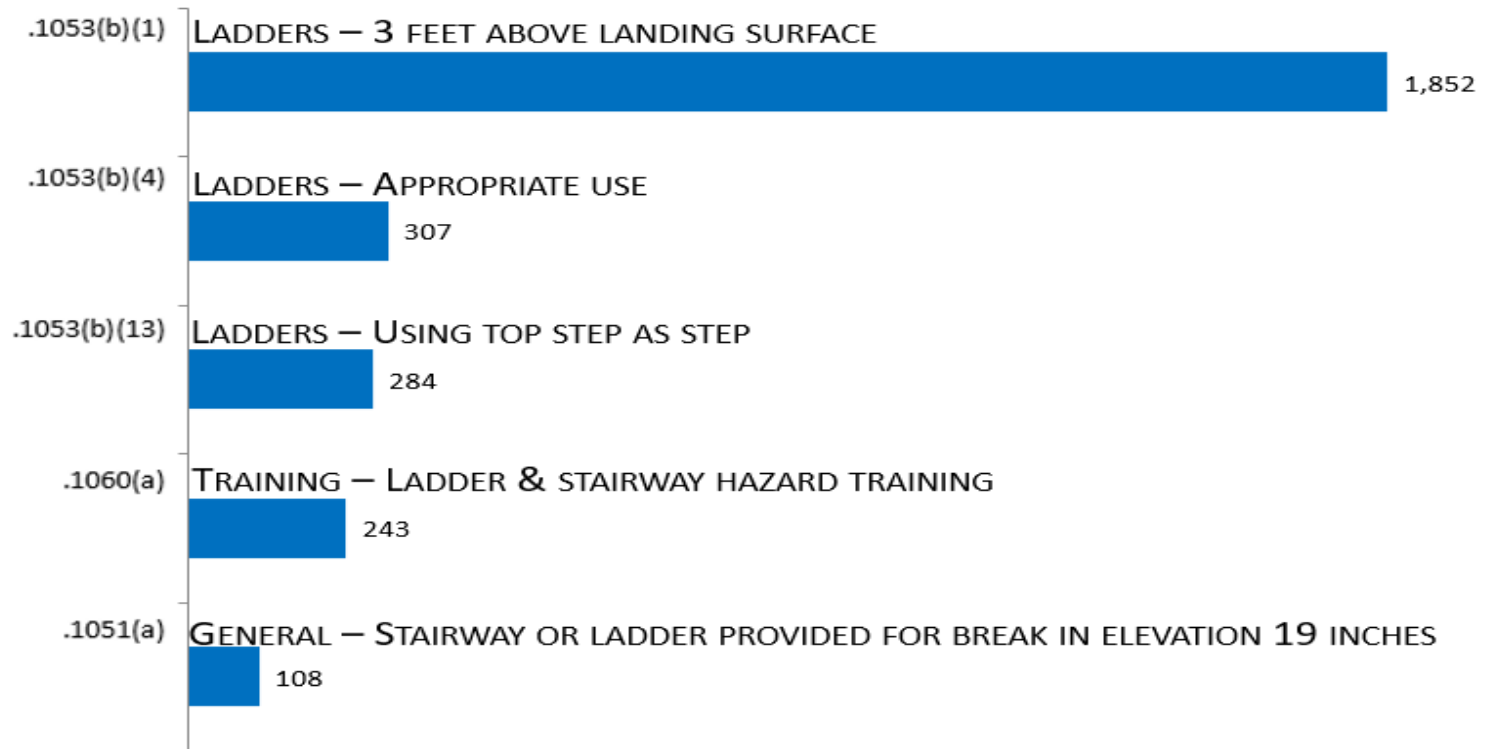 .1053(b)(1) LADDERS – 3 FEET ABOVE LANDING SURFACE
1,852
.1053(b)(4) LADDERS – APPROPRIATE USE
307
.1053(b)(13) LADDERS – USING TOP STEP AS STEP
284
.1060(a) TRAINING – LADDER & STAIRWAY HAZARD TRAINING
243
.1051(a) GENERAL – STAIRWAY OR LADDER PROVIDED FOR BREAK IN ELEVATION 19 INCHES
108